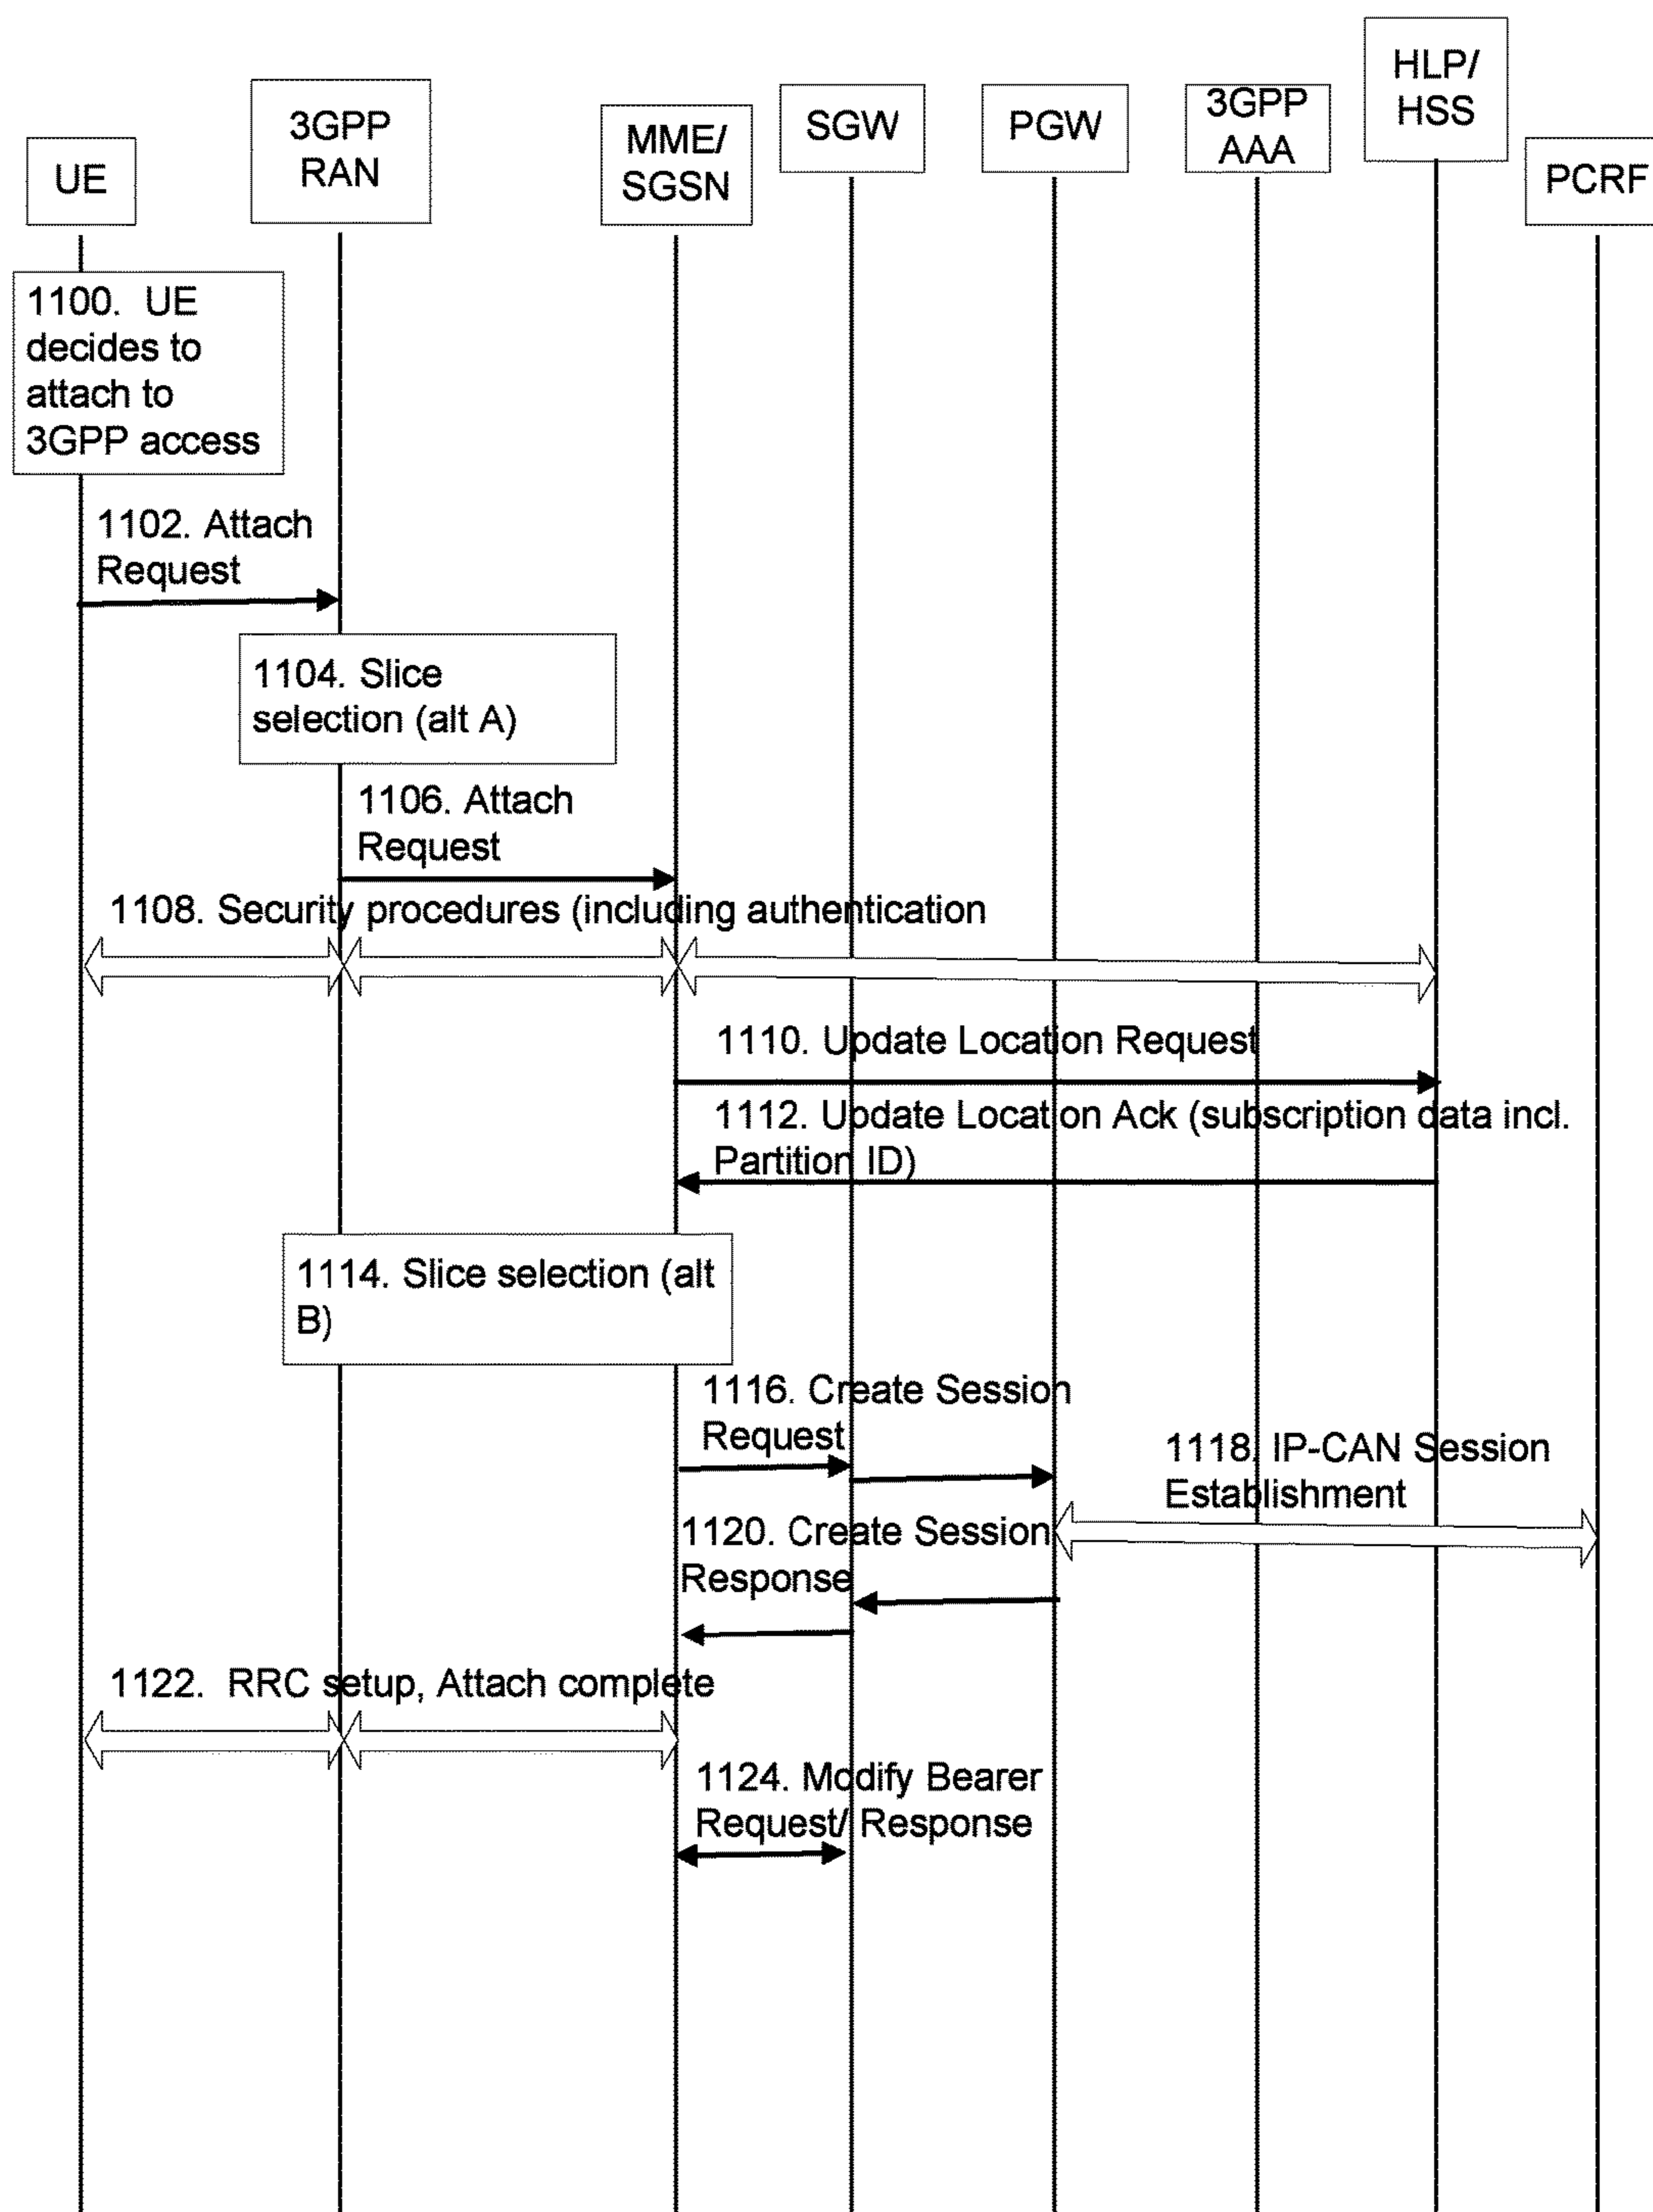 HLP/
HSS
3GPP
RAN
MME/
SGSN
SGW
PGW
3GPP
AAA
UE
PCRF
1100.  UE
decides to
attach to
3GPP access
1102. Attach
Request
1104. Slice
selection (alt A)
1106. Attach
Request
1108. Security procedures (including authentication
1110. Update Location Request
1112. Update Location Ack (subscription data incl.
Partition ID)
1114. Slice selection (alt
B)
1116. Create Session
Request
1118. IP-CAN Session
Establishment
1120. Create Session
Response
1122.  RRC setup, Attach complete
1124. Modify Bearer
Request/ Response